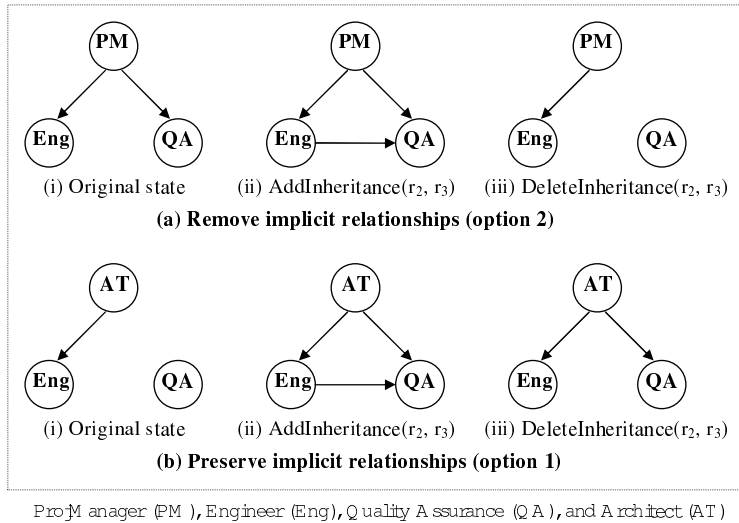 PM PM PM
Eng QA Eng QA Eng QA
(i) Original state (ii) AddInheritance(r₂, r₃) (iii) DeleteInheritance(r₂, r₃)
(a) Remove implicit relationships (option 2)
AT AT AT
Eng QA Eng QA Eng QA
(i) Original state (ii) AddInheritance(r₂, r₃) (iii) DeleteInheritance(r₂, r₃)
(b) Preserve implicit relationships (option 1)
ProjManager (PM), Engineer (Eng), Quality Assurance (QA), and Architect (AT)